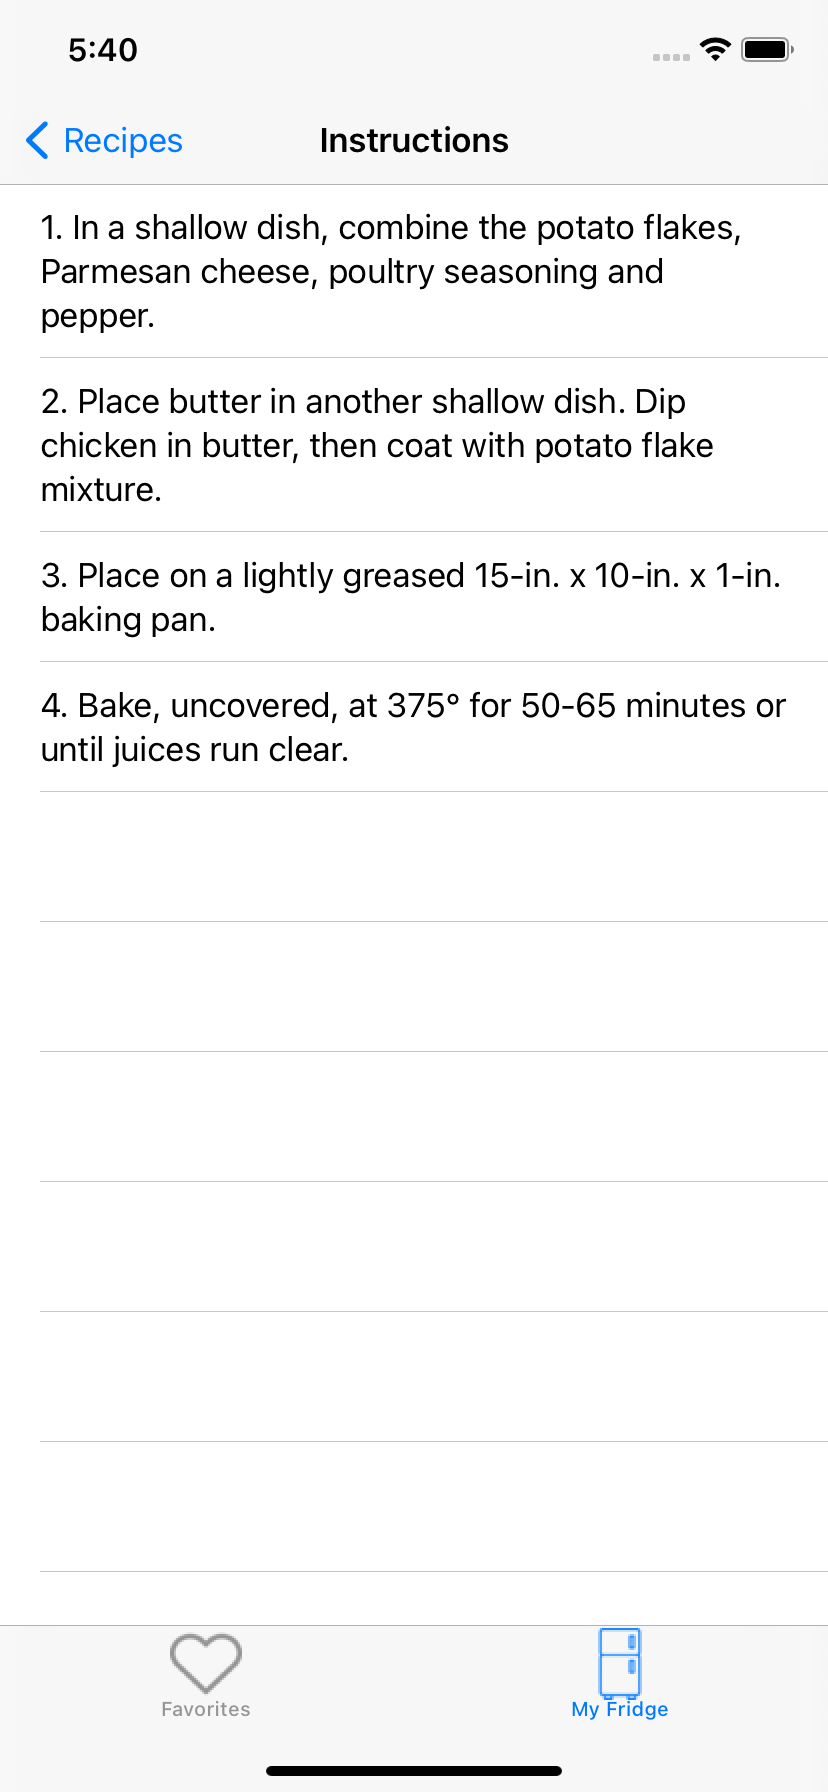 5:40
Recipes
Instructions
1. In a shallow dish, combine the potato flakes,
Parmesan cheese, poultry seasoning and
pepper.
2. Place butter in another shallow dish. Dip
chicken in butter, then coat with potato flake
mixture.
3. Place on a lightly greased 15-in. x 10-in. x 1-in.
baking pan.
4. Bake, uncovered, at 375° for 50-65 minutes or
until juices run clear.
Favorites
My Fridge